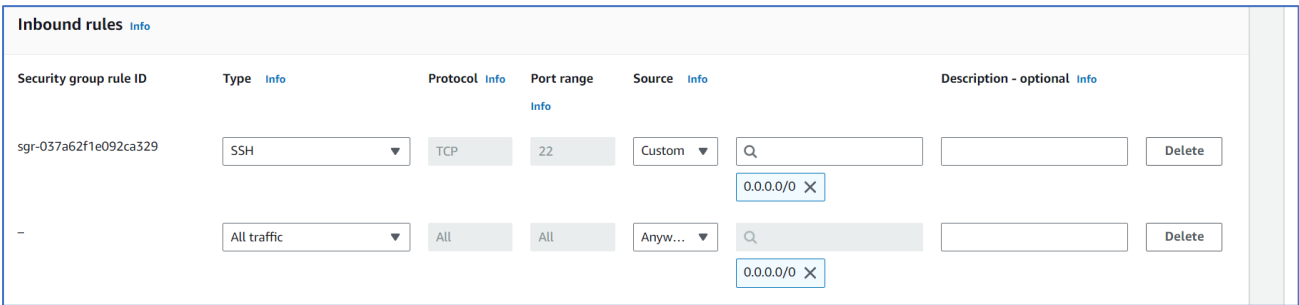 Inbound rules Info
Security group rule ID Type Info Protocol Info Port range Source Info Description - optional Info
Info
sgr-037a62f1e092ca329 SSH TCP 22 Custom Delete
0.0.0.0/0
– All traffic All All Anyw... Delete
0.0.0.0/0